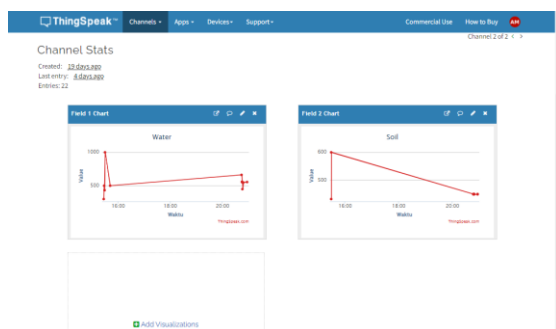 ThingSpeak™ Channels Apps Devices Support Commercial Use How to Buy AM
Channel 2 of 2 < >
Channel Stats
Created: 19 days ago
Last entry: 4 days ago
Entries: 22
Field 1 Chart
Water
1000
500
Value
16:00 18:00 20:00
Waktu
ThingSpeak.com
Field 2 Chart
Soil
600
300
Value
16:00 18:00 20:00
Waktu
ThingSpeak.com
Add Visualizations